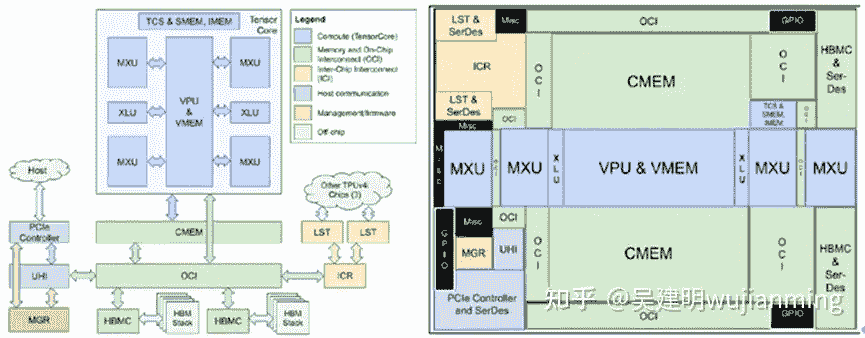 TCS & SMEM, IMEM
Tensor
Core
MXU
MXU
VPU
&
VMEM
XLU
XLU
MXU
MXU
Legend
Compute (TensorCore)
Memory and On-Chip
Interconnect (OCI)
Inter-Chip Interconnect
(ICI)
Host communication
Management/firmware
Off chip
Host
Other TPUv4i
Chips (3)
PCIe
Controller
CMEM
LST
LST
UHI
OCI
ICR
MGR
HBMC
HBM
Stack
HBMC
HBM
Stack
LST &
SerDes
Misc
OCI
GPIO
ICR
OCI
CMEM
OCI
HBMC
&
Ser-
Des
LST &
SerDes
Misc
OCI
TCS &
SMEM,
IMEM
MXU
MXU
XLU
VPU & VMEM
XLU
MXU
MXU
GPIO
Misc
OCI
MGR
UHI
OCI
CMEM
OCI
HBMC
&
Ser-
Des
PCIe Controller
and SerDes
OCI
GPIO
知乎 @吴建明wujianming